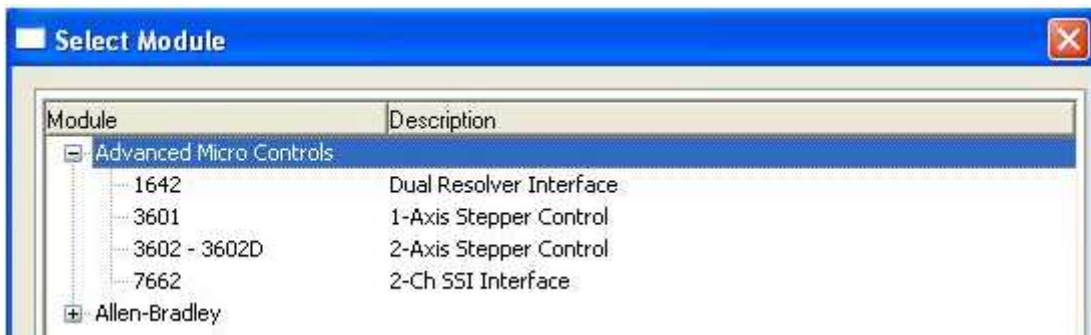 Select Module
Module Description
Advanced Micro Controls
1642 Dual Resolver Interface
3601 1-Axis Stepper Control
3602 - 3602D 2-Axis Stepper Control
7662 2-Ch SSI Interface
Allen-Bradley